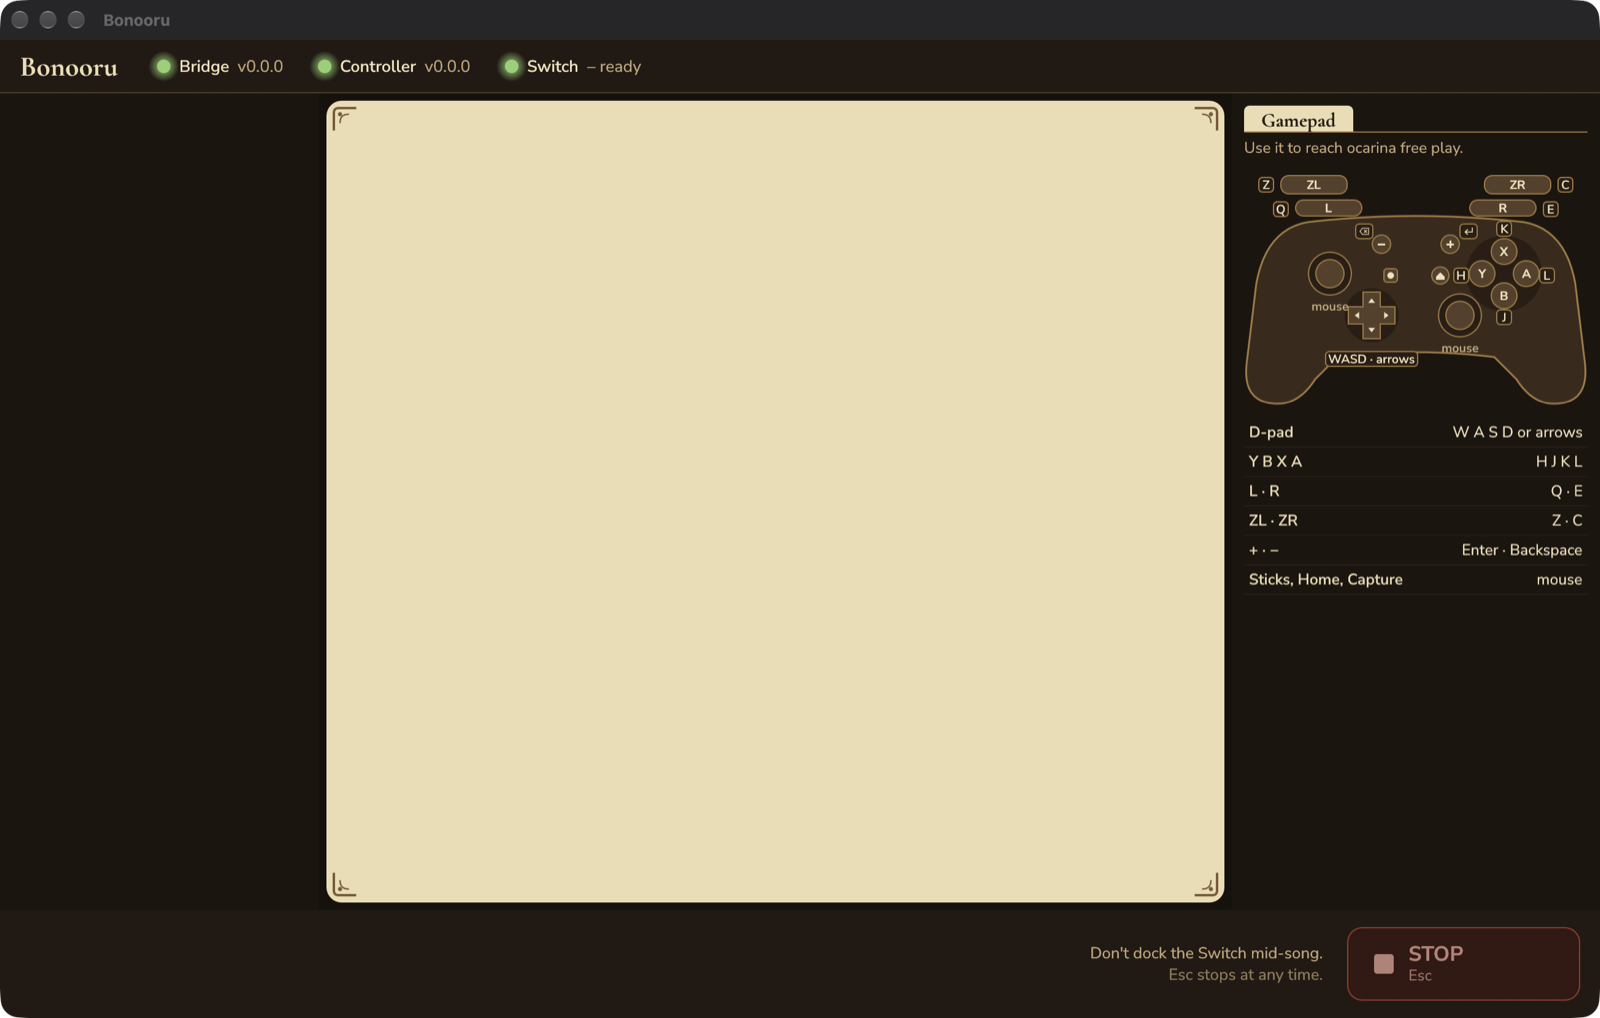 Bonooru
Bonooru
Bridge v0.0.0
Controller v0.0.0
Switch – ready
Gamepad
Use it to reach ocarina free play.
Z ZL ZR C
Q L R E
⌫ − + ↵ K
X
H Y A L
B
J
mouse
mouse
WASD · arrows
D-pad W A S D or arrows
Y B X A H J K L
L · R Q · E
ZL · ZR Z · C
+ · − Enter · Backspace
Sticks, Home, Capture mouse
Don't dock the Switch mid-song.
Esc stops at any time.
STOP
Esc